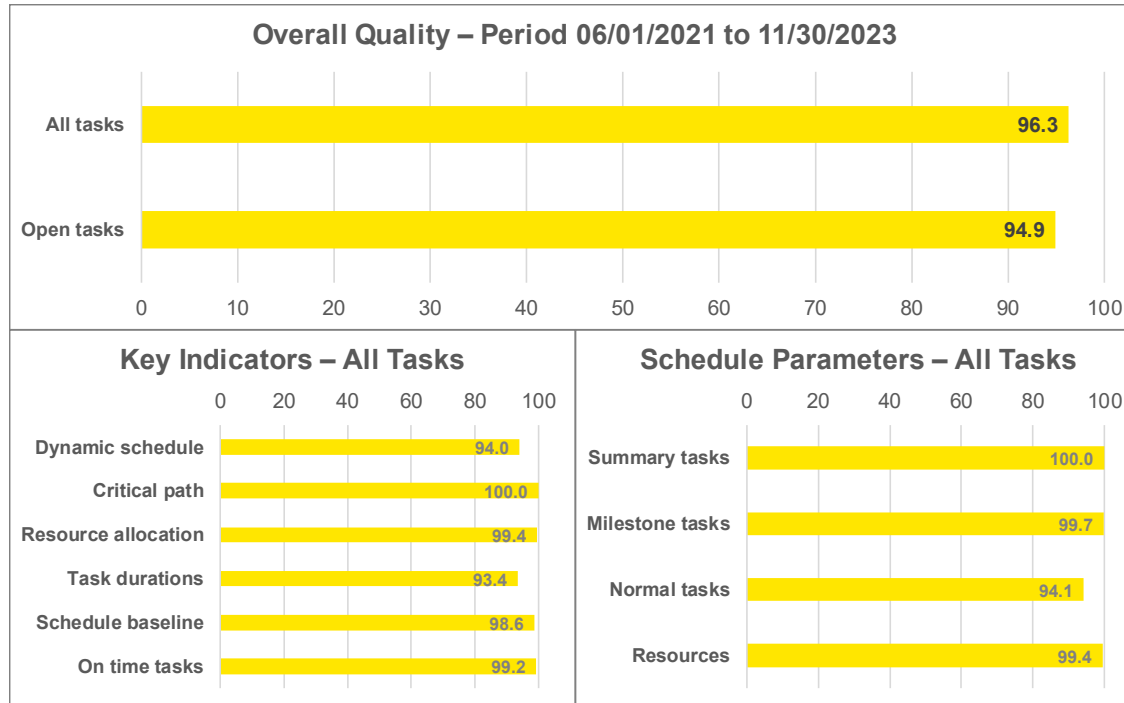 Overall Quality – Period 06/01/2021 to 11/30/2023
All tasks
96.3
Open tasks
94.9
0 10 20 30 40 50 60 70 80 90 100
Key Indicators – All Tasks
0 20 40 60 80 100
Dynamic schedule
94.0
Critical path
100.0
Resource allocation
99.4
Task durations
93.4
Schedule baseline
98.6
On time tasks
99.2
Schedule Parameters – All Tasks
0 20 40 60 80 100
Summary tasks
100.0
Milestone tasks
99.7
Normal tasks
94.1
Resources
99.4